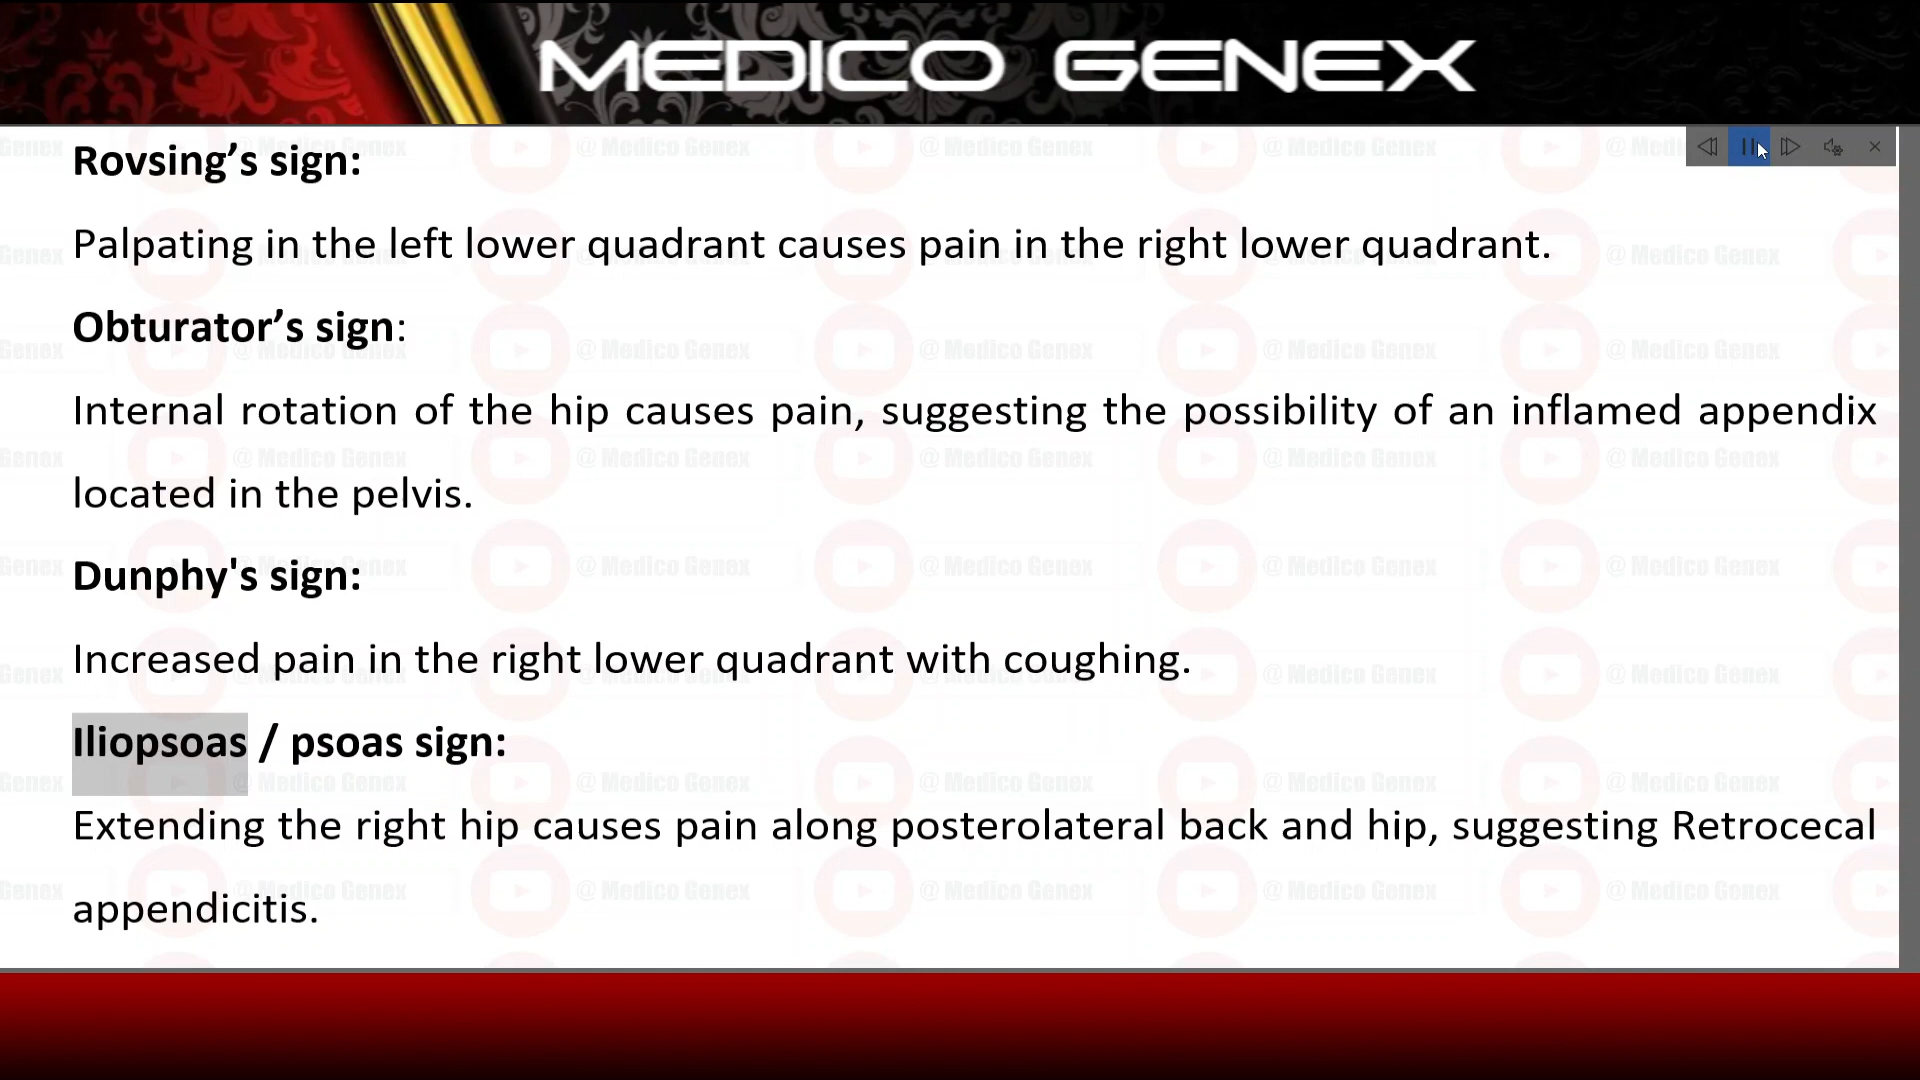 MEDICO GENEX
Rovsing’s sign:
Palpating in the left lower quadrant causes pain in the right lower quadrant.
Obturator’s sign:
Internal rotation of the hip causes pain, suggesting the possibility of an inflamed appendix
located in the pelvis.
Dunphy's sign:
Increased pain in the right lower quadrant with coughing.
Iliopsoas / psoas sign:
Extending the right hip causes pain along posterolateral back and hip, suggesting Retrocecal
appendicitis.
@ Medico Genex